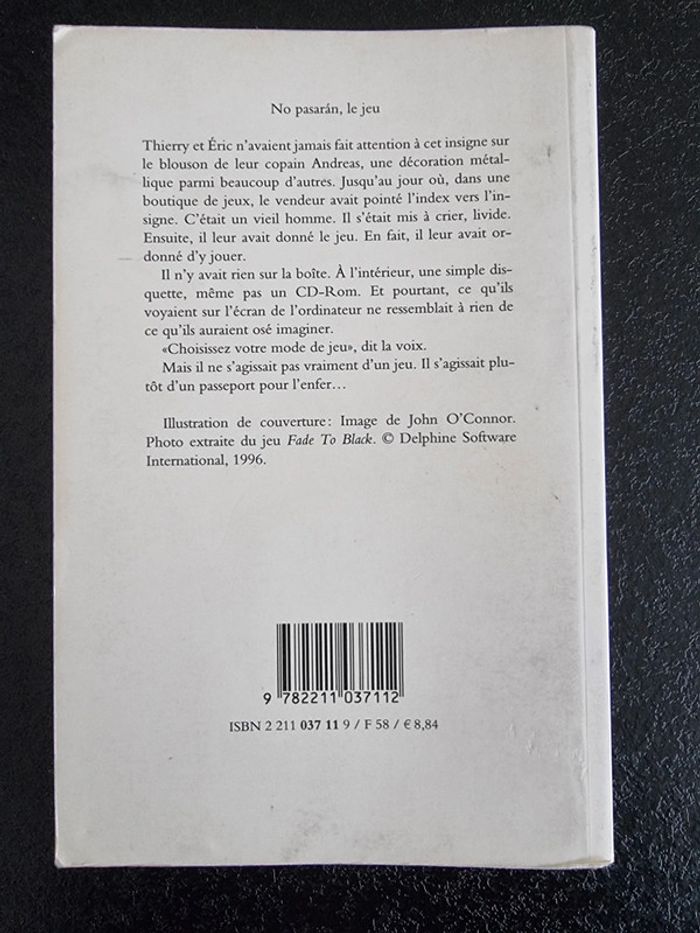 No pasarán, le jeu
Thierry et Éric n'avaient jamais fait attention à cet insigne sur
le blouson de leur copain Andreas, une décoration métal-
lique parmi beaucoup d'autres. Jusqu'au jour où, dans une
boutique de jeux, le vendeur avait pointé l'index vers l'in-
signe. C'était un vieil homme. Il s'était mis à crier, livide.
Ensuite, il leur avait donné le jeu. En fait, il leur avait or-
donné d'y jouer.
Il n'y avait rien sur la boîte. À l'intérieur, une simple dis-
quette, même pas un CD-Rom. Et pourtant, ce qu'ils
voyaient sur l'écran de l'ordinateur ne ressemblait à rien de
ce qu'ils auraient osé imaginer.
«Choisissez votre mode de jeu», dit la voix.
Mais il ne s'agissait pas vraiment d'un jeu. Il s'agissait plu-
tôt d'un passeport pour l'enfer…
Illustration de couverture: Image de John O'Connor.
Photo extraite du jeu Fade To Black. © Delphine Software
International, 1996.
9 782211 037112
ISBN 2 211 037 11 9 / F 58 / € 8,84